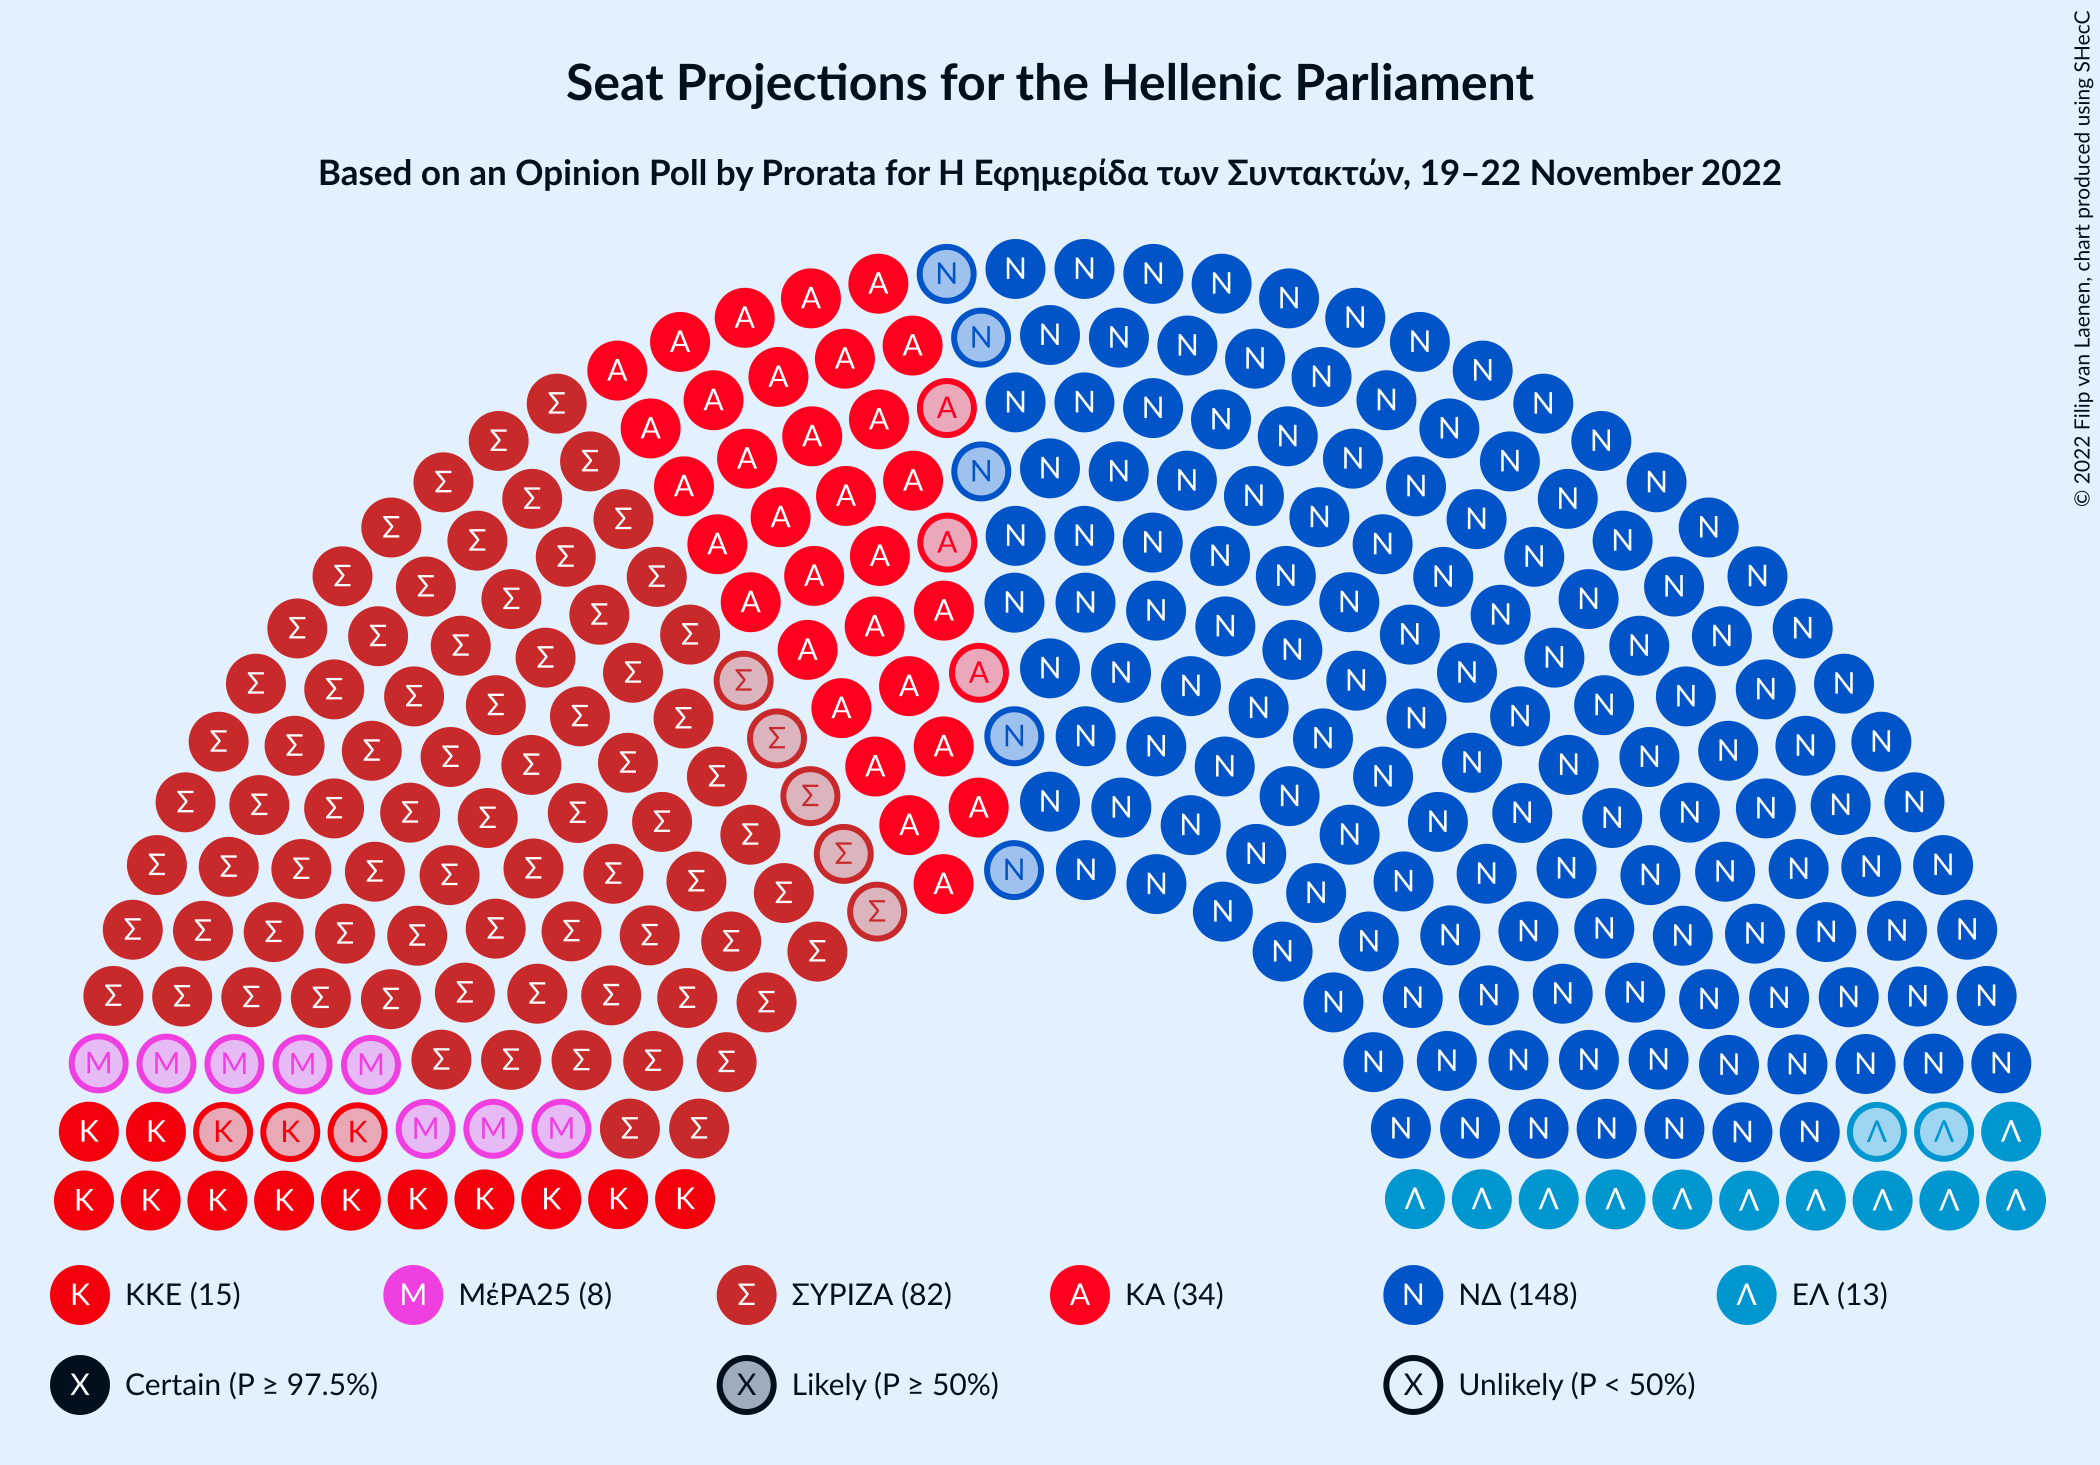 Seat Projections for the Hellenic Parliament
Based on an Opinion Poll by Prorata for Η Εφημερίδα των Συντακτών, 19–22 November 2022
© 2022 Filip van Laenen, chart produced using SHecC
Κ ΚΚΕ (15)
Μ ΜέΡΑ25 (8)
Σ ΣΥΡΙΖΑ (82)
Α ΚΑ (34)
Ν ΝΔ (148)
Λ ΕΛ (13)
X Certain (P ≥ 97.5%)
X Likely (P ≥ 50%)
X Unlikely (P < 50%)